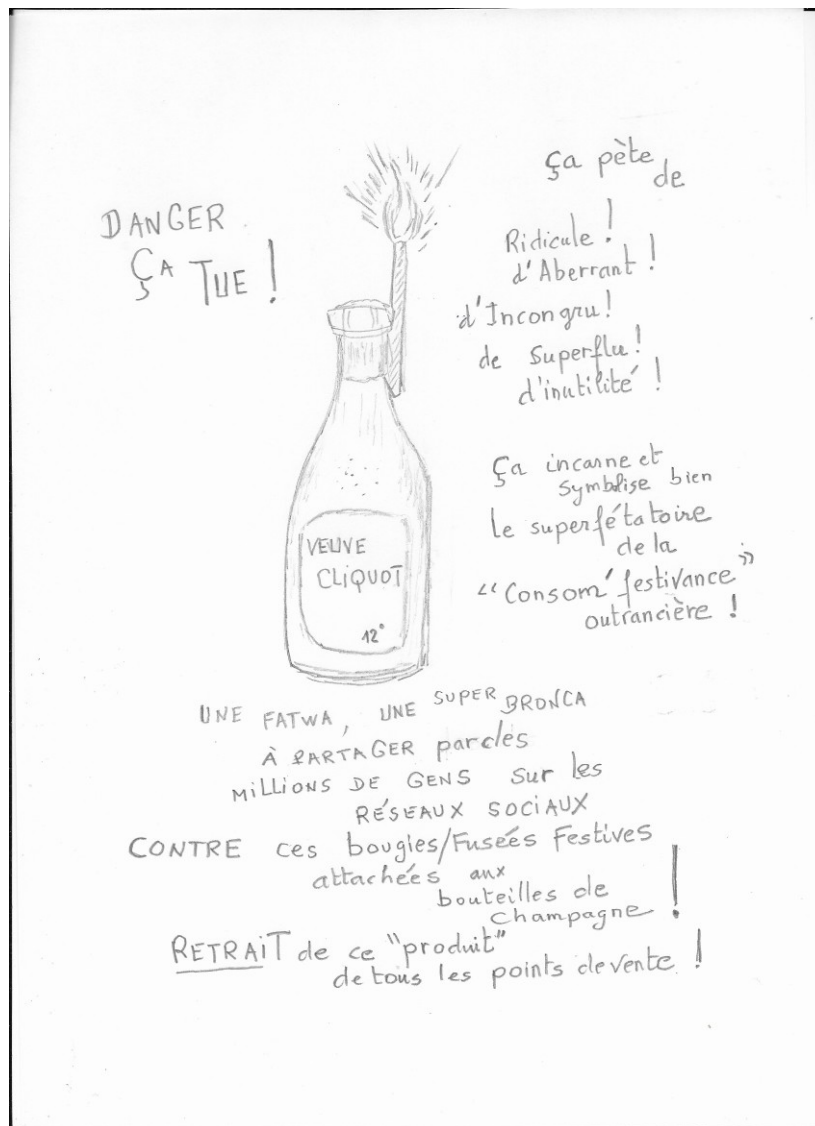 DANGER
ÇA TUE !
ça pète
de
Ridicule !
d'Aberrant !
d'Incongru !
de Superflu !
d'inutilité !
Ça incarne et
symbolise bien
le superfétatoire
de la
"Consom' festivance"
outrancière !
VEUVE
CLIQUOT
12°
UNE FATWA, UNE SUPER BRONCA
À PARTAGER par des
MILLIONS DE GENS sur les
RÉSEAUX SOCIAUX
CONTRE ces bougies/Fusées Festives
attachées aux
bouteilles de
Champagne !
RETRAIT de ce "produit"
de tous les points de vente !